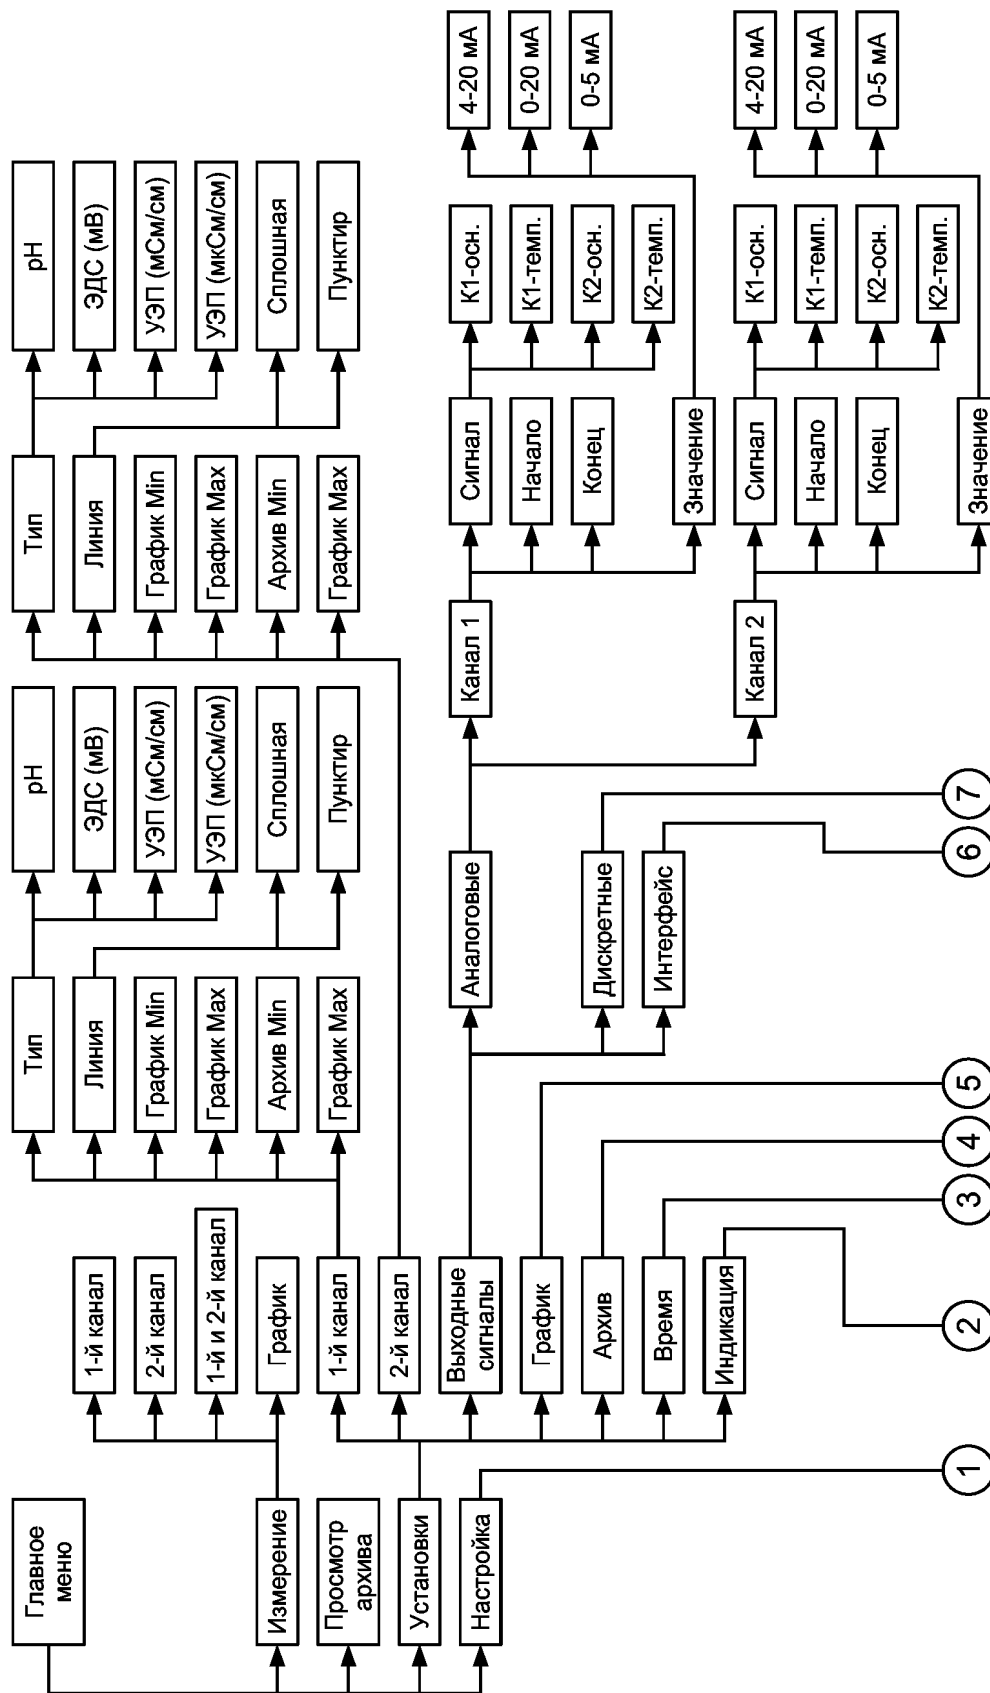 Главное
меню
Измерение
Просмотр
архива
Установки
Настройка
1-й канал
2-й канал
1-й и 2-й канал
График
1-й канал
2-й канал
Выходные
сигналы
График
Архив
Время
Индикация
Тип
Линия
График Min
График Max
Архив Min
График Max
pH
ЭДС (мВ)
УЭП (мСм/см)
УЭП (мкСм/см)
Сплошная
Пунктир
Тип
Линия
График Min
График Max
Архив Min
График Max
pH
ЭДС (мВ)
УЭП (мСм/см)
УЭП (мкСм/см)
Сплошная
Пунктир
Аналоговые
Дискретные
Интерфейс
Канал 1
Канал 2
Сигнал
Начало
Конец
Значение
К1-осн.
К1-темп.
К2-осн.
К2-темп.
4-20 мА
0-20 мА
0-5 мА
Сигнал
Начало
Конец
Значение
К1-осн.
К1-темп.
К2-осн.
К2-темп.
4-20 мА
0-20 мА
0-5 мА
1
2
3
4
5
6
7